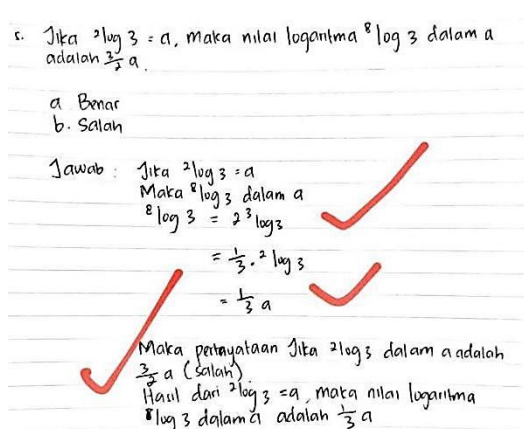 5. Jika ²log 3 = a, maka nilai logaritma ⁸log 3 dalam a
adalah 3/2 a.
a Benar
b. Salah
Jawab : Jika ²log 3 = a
Maka ⁸log 3 dalam a
⁸log 3 = 2³log3
= 1/3 . ²log 3
= 1/3 a
Maka pernyataan Jika ²log3 dalam a adalah
3/2 a (salah)
Hasil dari ²log 3 = a, maka nilai logaritma
⁸log 3 dalam a adalah 1/3 a